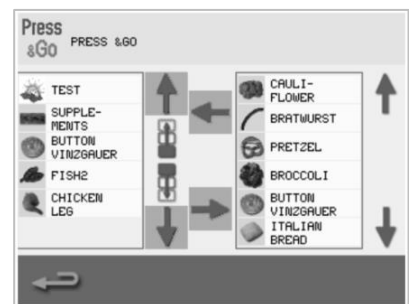 Press
&Go
PRESS &GO
TEST
SUPPLE-
MENTS
BUTTON
VINZGAUER
FISH2
CHICKEN
LEG
CAULI-
FLOWER
BRATWURST
PRETZEL
BROCCOLI
BUTTON
VINZGAUER
ITALIAN
BREAD